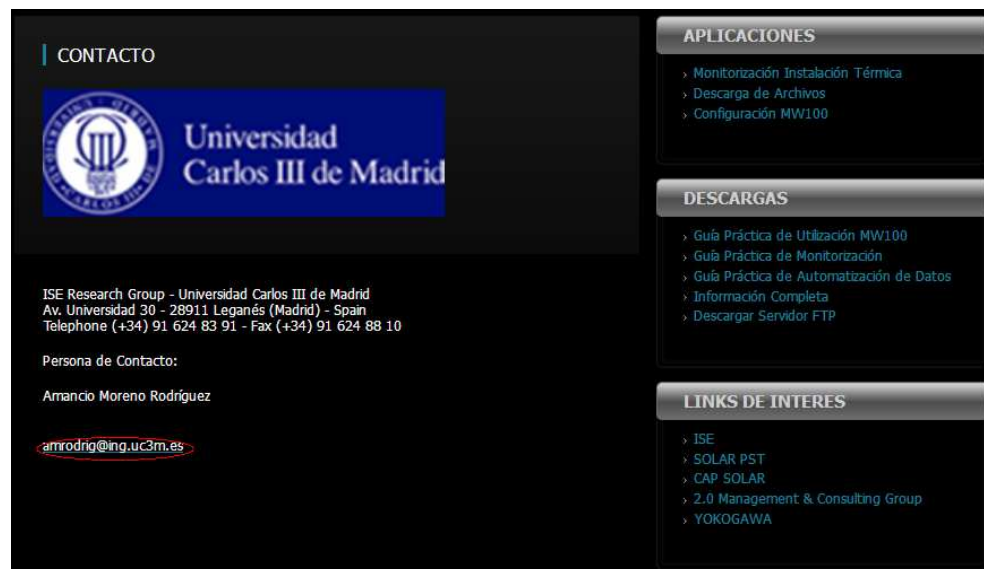 CONTACTO
Universidad
Carlos III de Madrid
ISE Research Group - Universidad Carlos III de Madrid
Av. Universidad 30 - 28911 Leganés (Madrid) - Spain
Telephone (+34) 91 624 83 91 - Fax (+34) 91 624 88 10
Persona de Contacto:
Amancio Moreno Rodríguez
amrodrig@ing.uc3m.es
APLICACIONES
› Monitorización Instalación Térmica
› Descarga de Archivos
› Configuración MW100
DESCARGAS
› Guía Práctica de Utilización MW100
› Guía Práctica de Monitorización
› Guía Práctica de Automatización de Datos
› Información Completa
› Descargar Servidor FTP
LINKS DE INTERES
› ISE
› SOLAR PST
› CAP SOLAR
› 2.0 Management & Consulting Group
› YOKOGAWA